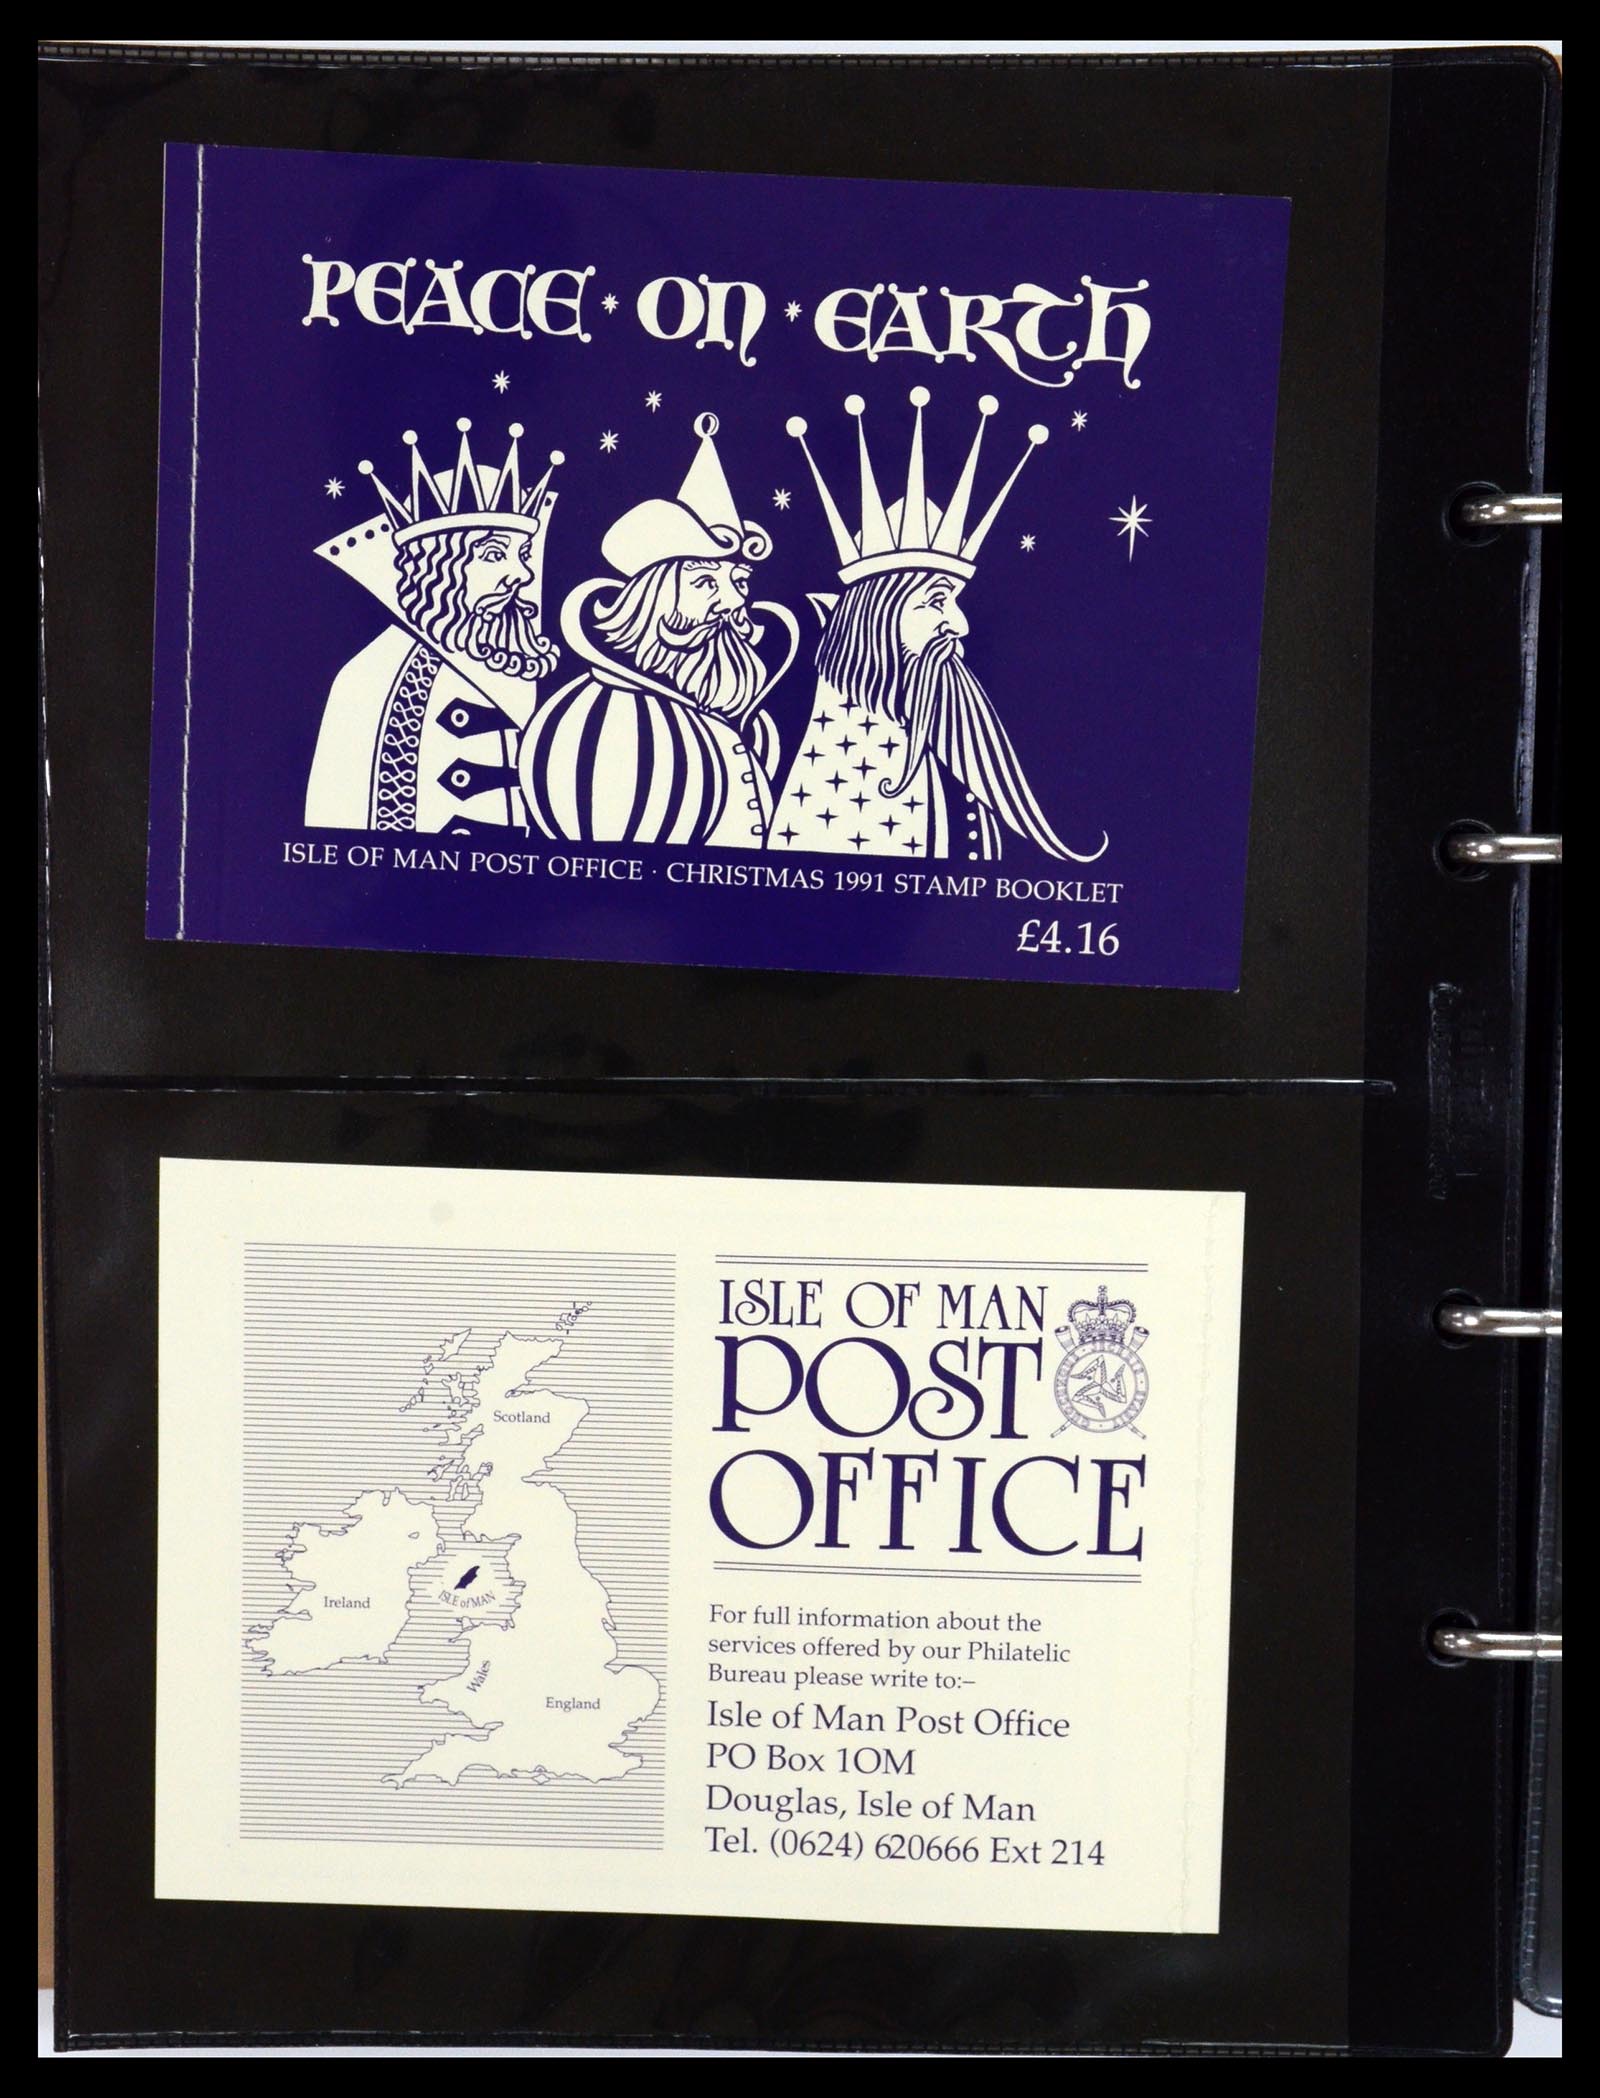 PEACE * ON * EARTH
ISLE OF MAN POST OFFICE · CHRISTMAS 1991 STAMP BOOKLET
£4.16
Scotland
Ireland
ISLE of MAN
Wales
England
ISLE OF MAN
POST
OFFICE
For full information about the
services offered by our Philatelic
Bureau please write to:–
Isle of Man Post Office
PO Box 1OM
Douglas, Isle of Man
Tel. (0624) 620666 Ext 214